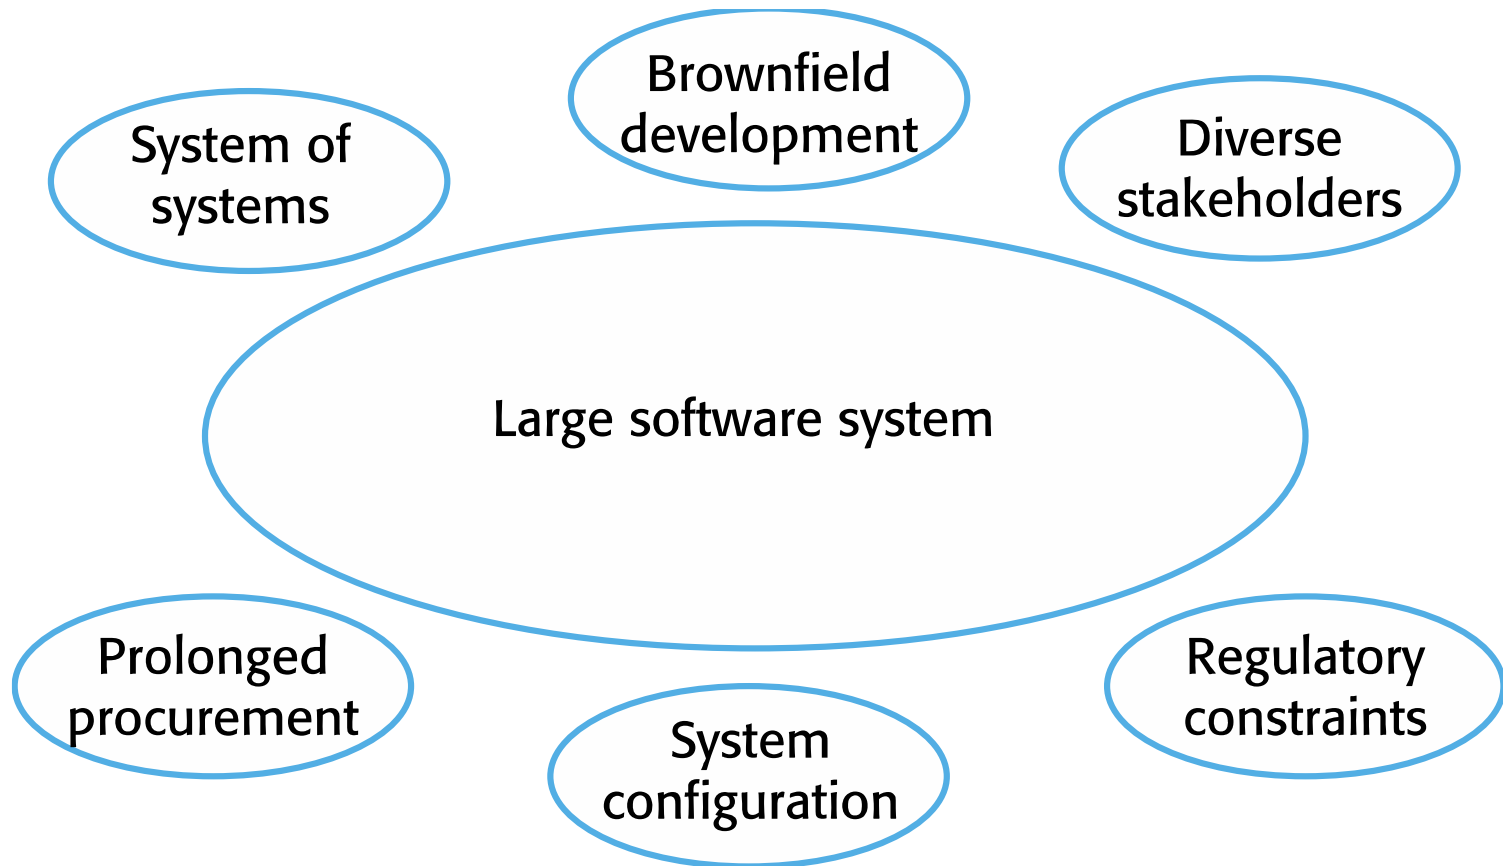 Brownfield
development
System of
systems
Diverse
stakeholders
Large software system
Prolonged
procurement
System
configuration
Regulatory
constraints